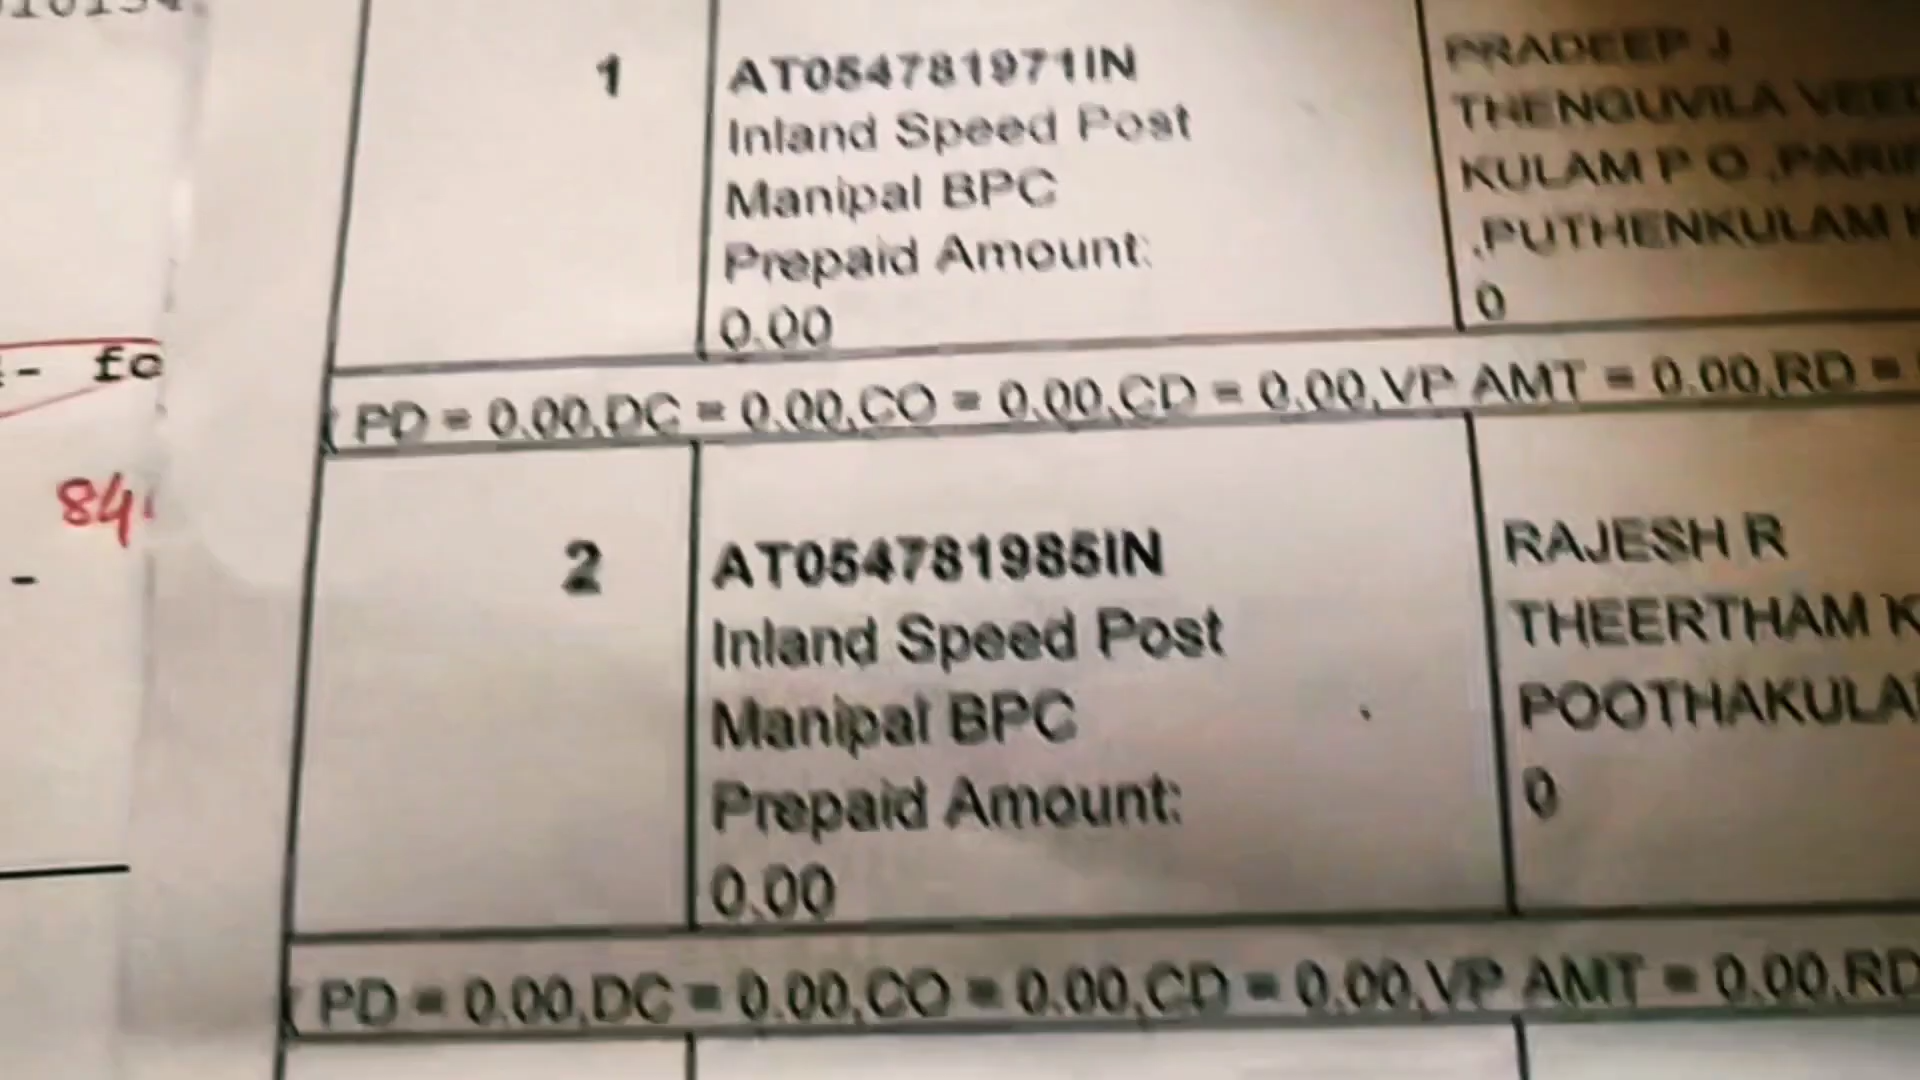 1
AT054781971IN
Inland Speed Post
Manipal BPC
Prepaid Amount:
0.00
PRADEEP J
THENGUVILA
KULAM P O
,PUTHENKULAM
0
PD = 0.00,DC = 0.00,CO = 0.00,CD = 0.00,VP AMT = 0.00,RD =
2
AT054781985IN
Inland Speed Post
Manipal BPC
Prepaid Amount:
0.00
RAJESH R
THEERTHAM K
POOTHAKULA
0
( PD = 0.00,DC = 0.00,CO = 0.00,CD = 0.00,VP AMT = 0.00,RD
- fo
84
-